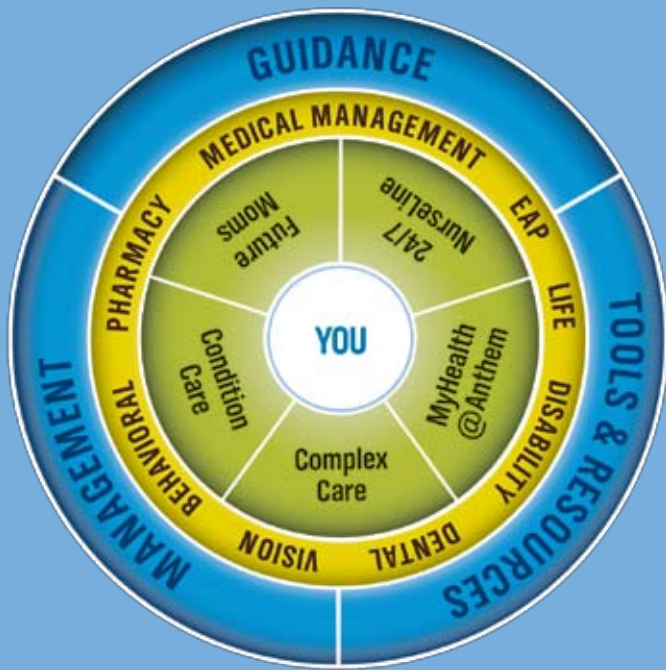 GUIDANCE
TOOLS & RESOURCES
MANAGEMENT
MEDICAL MANAGEMENT
EAP
LIFE
DISABILITY
DENTAL
VISION
BEHAVIORAL
PHARMACY
Future
Moms
24/7
NurseLine
MyHealth
@Anthem
Complex
Care
Condition
Care
YOU